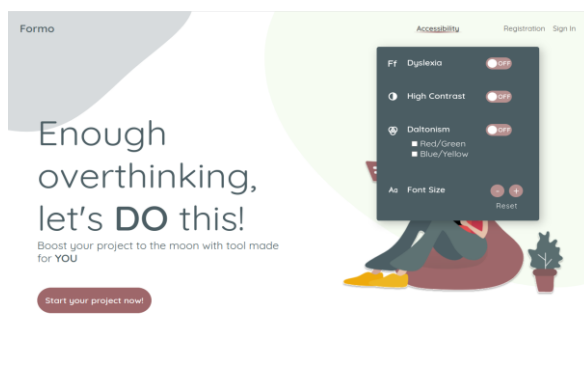 Formo
Accessibility
Registration
Sign In
Ff Dyslexia OFF
High Contrast OFF
Daltonism OFF
Red/Green
Blue/Yellow
Aa Font Size - +
Reset
Enough
overthinking,
let's DO this!
Boost your project to the moon with tool made
for YOU
Start your project now!